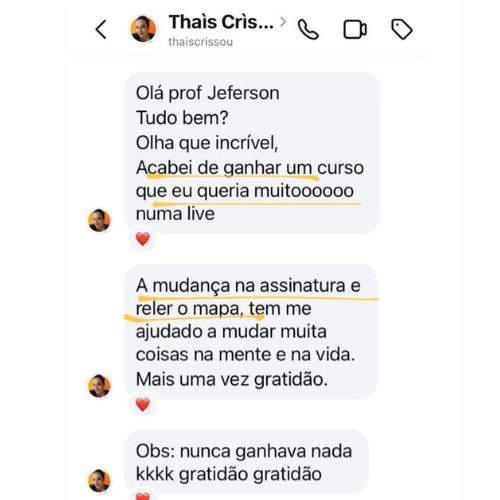 Thaìs Crìs...
thaiscrissou
Olá prof Jeferson
Tudo bem?
Olha que incrível,
Acabei de ganhar um curso
que eu queria muitoooooo
numa live
A mudança na assinatura e
reler o mapa, tem me
ajudado a mudar muita
coisas na mente e na vida.
Mais uma vez gratidão.
Obs: nunca ganhava nada
kkkk gratidão gratidão